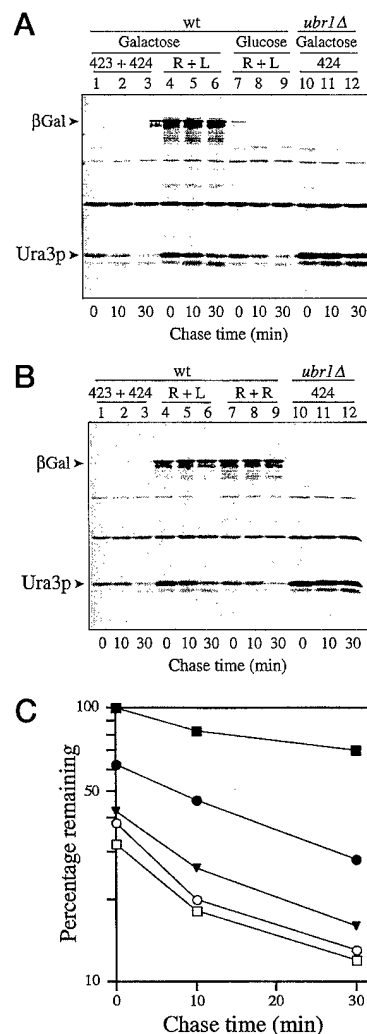 A
wt
ubr1Δ
Galactose
Glucose
Galactose
423 + 424
R + L
R + L
424
1 2 3 4 5 6 7 8 9 10 11 12
βGal
Ura3p
0 10 30 0 10 30 0 10 30 0 10 30
Chase time (min)
B
wt
ubr1Δ
423 + 424
R + L
R + R
424
1 2 3 4 5 6 7 8 9 10 11 12
βGal
Ura3p
0 10 30 0 10 30 0 10 30 0 10 30
Chase time (min)
C
100
50
10
Percentage remaining
0 10 20 30
Chase time (min)